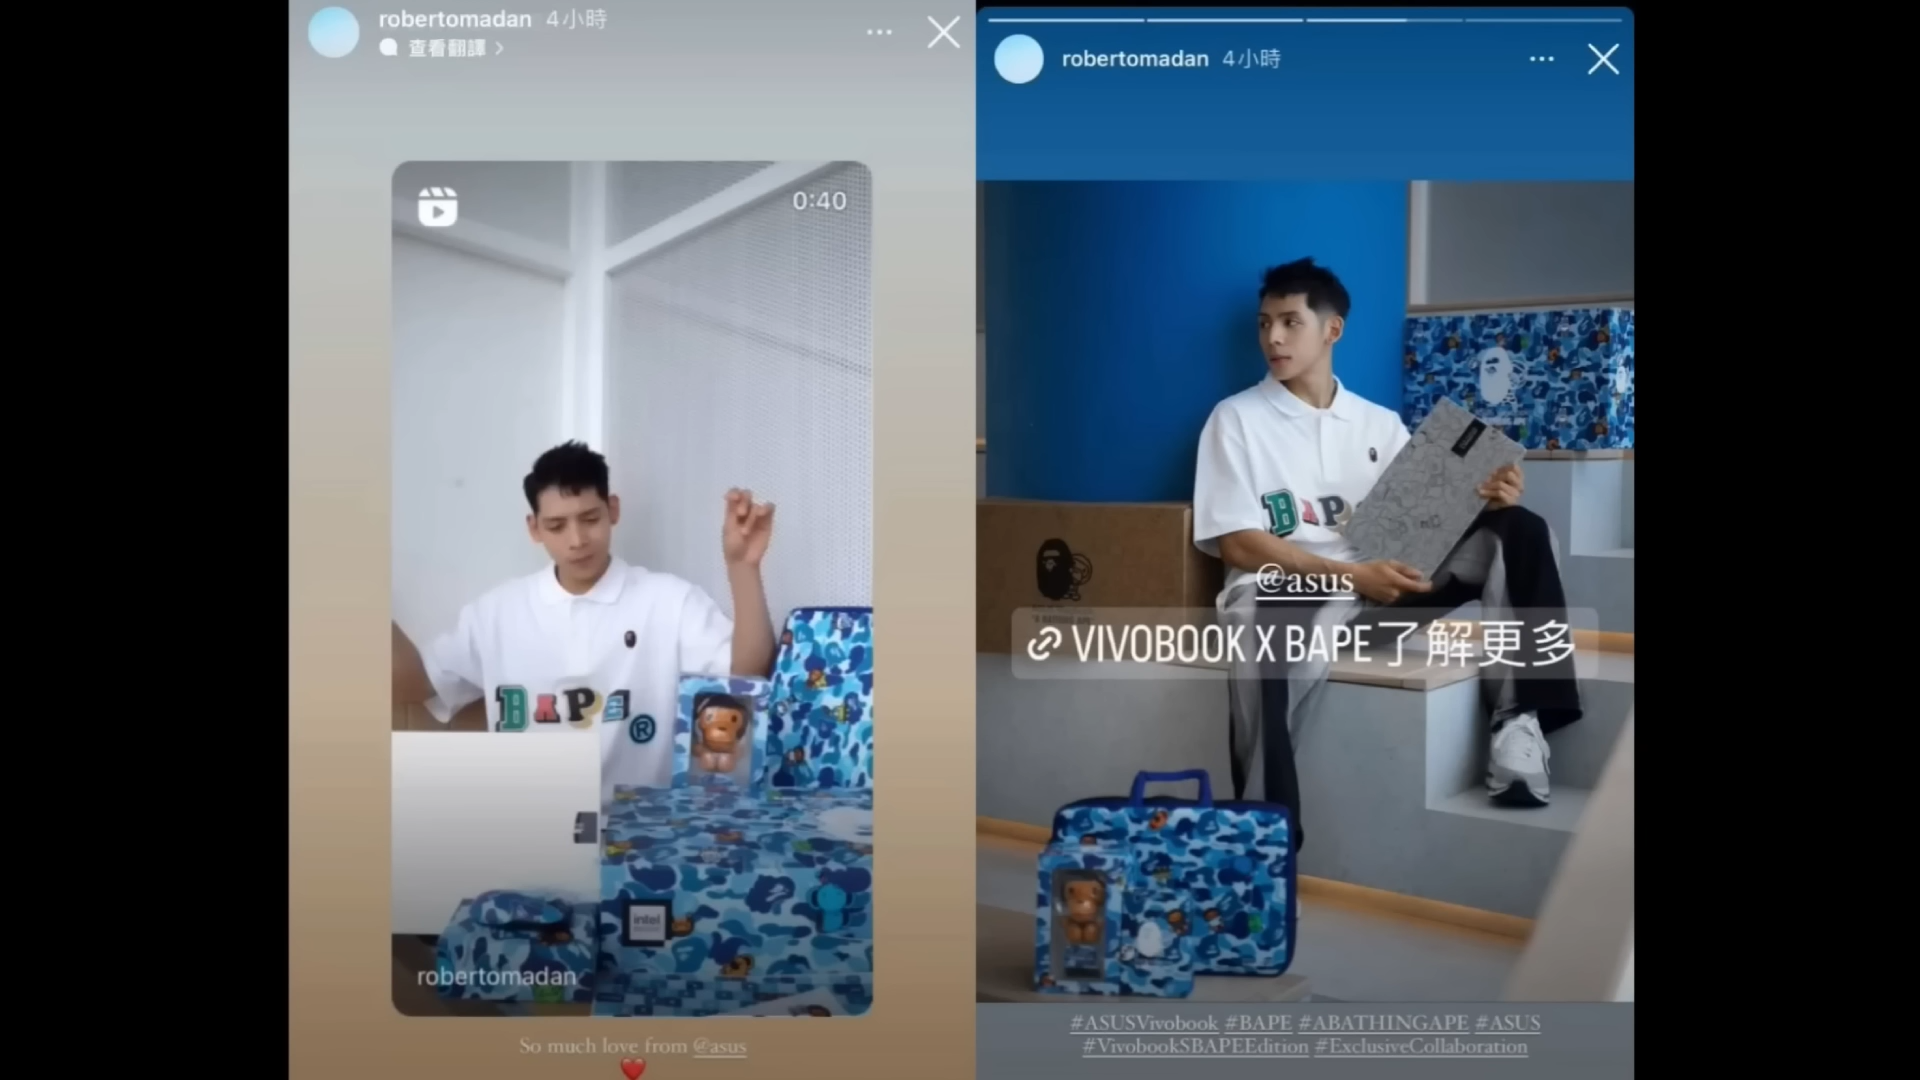 robertomadan 4小時
查看翻譯
0:40
BAPE®
intel
robertomadan
So much love from @asus
robertomadan 4小時
BAP
@asus
VIVOBOOK X BAPE了解更多
#ASUSVivobook #BAPE #ABATHINGAPE #ASUS
#VivobookSBAPEEdition #ExclusiveCollaboration